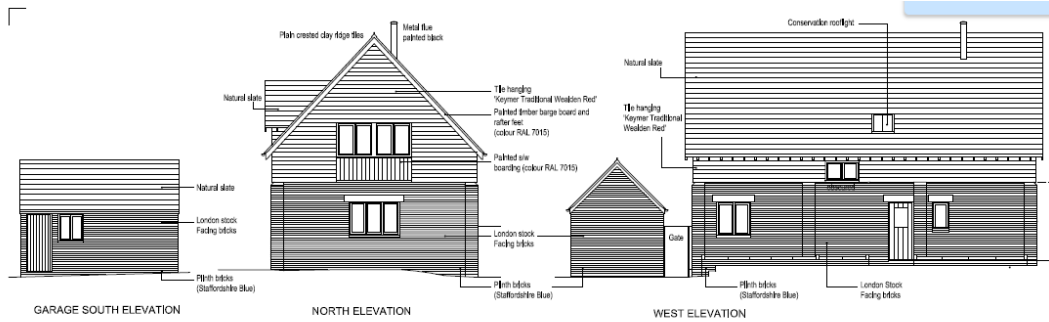 Natural slate
London stock
Facing bricks
Plinth bricks
(Staffordshire Blue)
GARAGE SOUTH ELEVATION
Plain crested clay ridge tiles
Metal flue
painted black
Natural slate
Tile hanging
'Keymer Traditional Wealden Red'
Painted timber barge board and
rafter feet
(colour RAL 7015)
Painted s/w
boarding (colour RAL 7015)
London stock
Facing bricks
Plinth bricks
(Staffordshire Blue)
NORTH ELEVATION
Conservation rooflight
Natural slate
Tile hanging
'Keymer Traditional
Wealden Red'
obscured
Gate
Plinth bricks
(Staffordshire Blue)
London Stock
Facing bricks
WEST ELEVATION